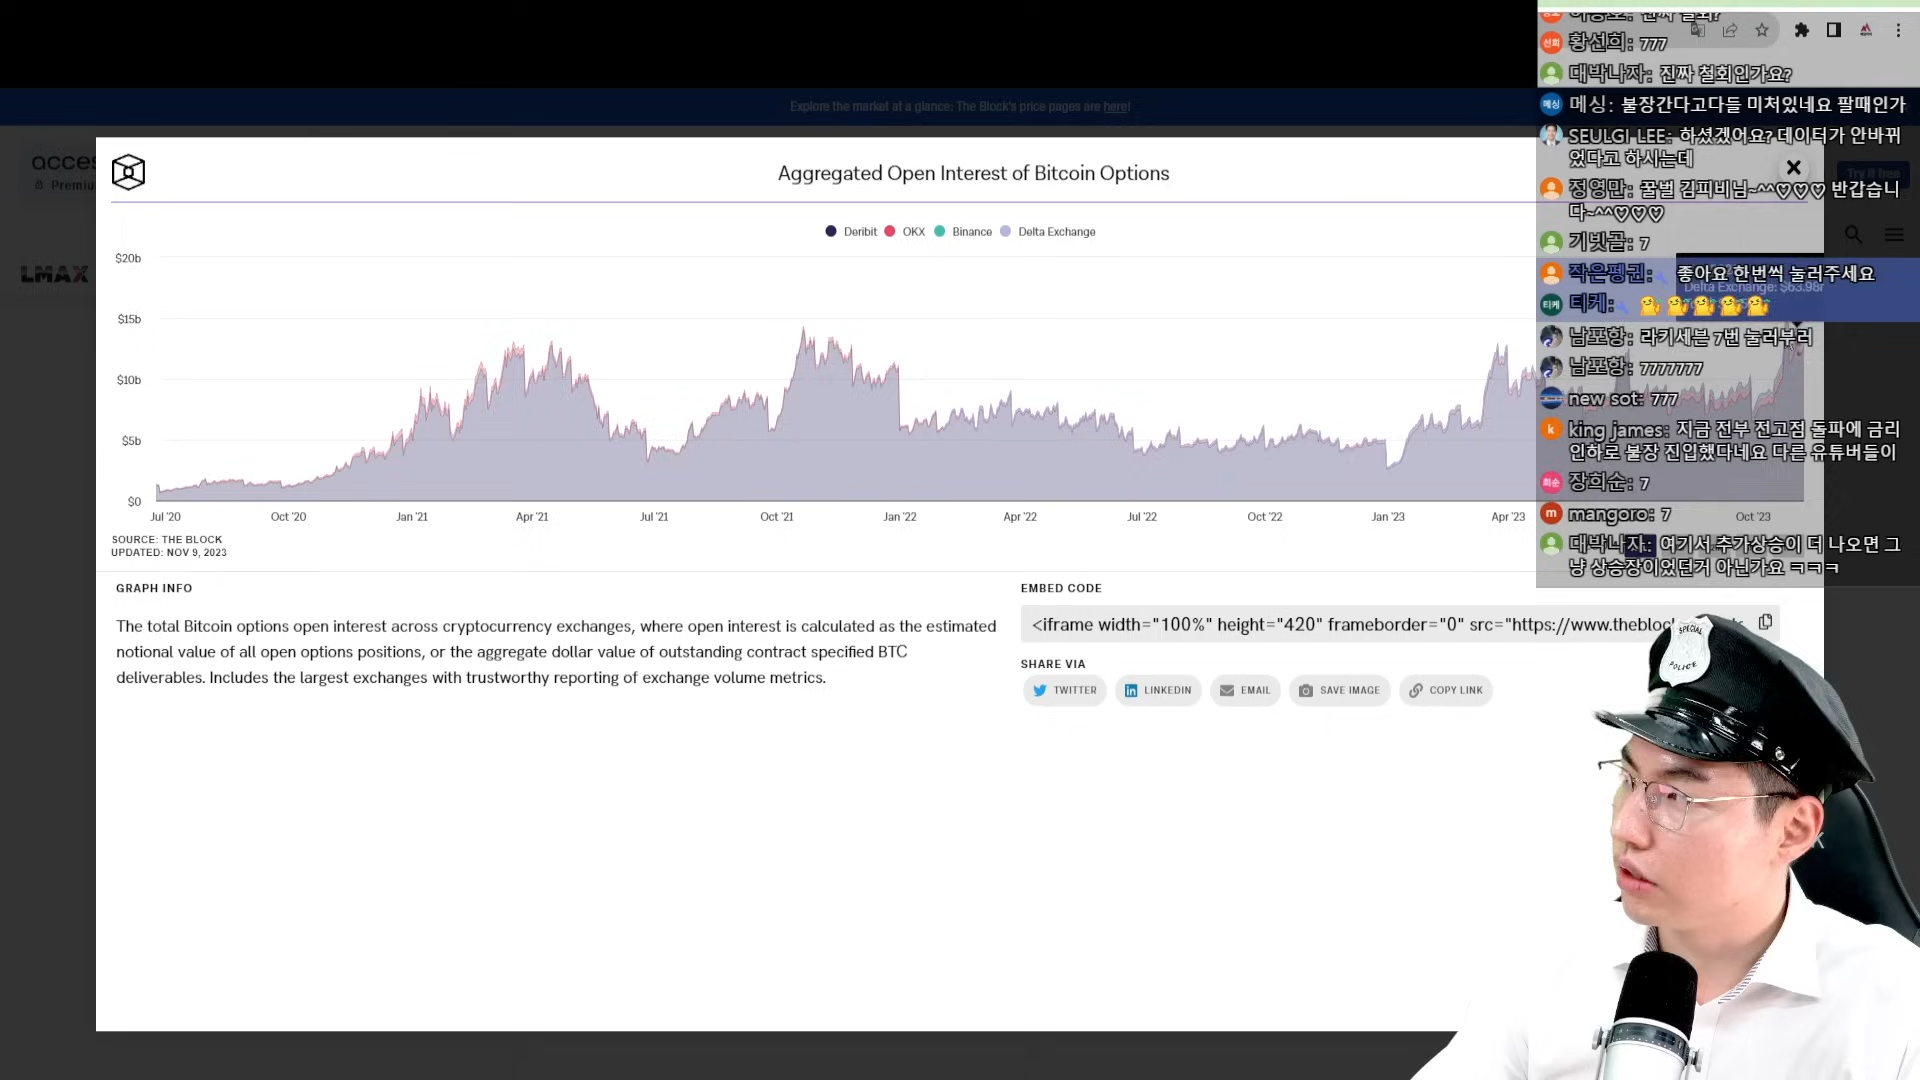 황선희: 777
대박나자: 진짜 철회인가요?
Explore the market at a glance: The Block's price pages are here!
메싱: 불장간다고다들 미처있네요 팔때인가
SEULGI LEE: 하셨겠어요? 데이터가 안바뀌
었다고 하시는데
Try it free
Aggregated Open Interest of Bitcoin Options
정영만: 꿀벌 김피비님~^^♡♡♡ 반갑습니
다~^^♡♡♡
Deribit OKX Binance Delta Exchange
기빗골: 7
LMAX
작은펭귄: 좋아요 한번씩 눌러주세요
Delta Exchange: $63.98m
티케:
남포항: 라키세븐 7번 눌러부러
남포항: 7777777
new sot: 777
king james: 지금 전부 전고점 돌파에 금리
인하로 불장 진입했다네요 다른 유튜버들이
장희순: 7
mangoro: 7
대박나자: 여기서 추가상승이 더 나오면 그
냥 상승장이었던거 아닌가요 ㅋㅋㅋ
$20b
$15b
$10b
$5b
$0
Jul '20 Oct '20 Jan '21 Apr '21 Jul '21 Oct '21 Jan '22 Apr '22 Jul '22 Oct '22 Jan '23 Apr '23 Oct '23
SOURCE: THE BLOCK
UPDATED: NOV 9, 2023
GRAPH INFO
The total Bitcoin options open interest across cryptocurrency exchanges, where open interest is calculated as the estimated
notional value of all open options positions, or the aggregate dollar value of outstanding contract specified BTC
deliverables. Includes the largest exchanges with trustworthy reporting of exchange volume metrics.
EMBED CODE
<iframe width="100%" height="420" frameborder="0" src="https://www.thebloc
SHARE VIA
TWITTER LINKEDIN EMAIL SAVE IMAGE COPY LINK
SPECIAL
POLICE